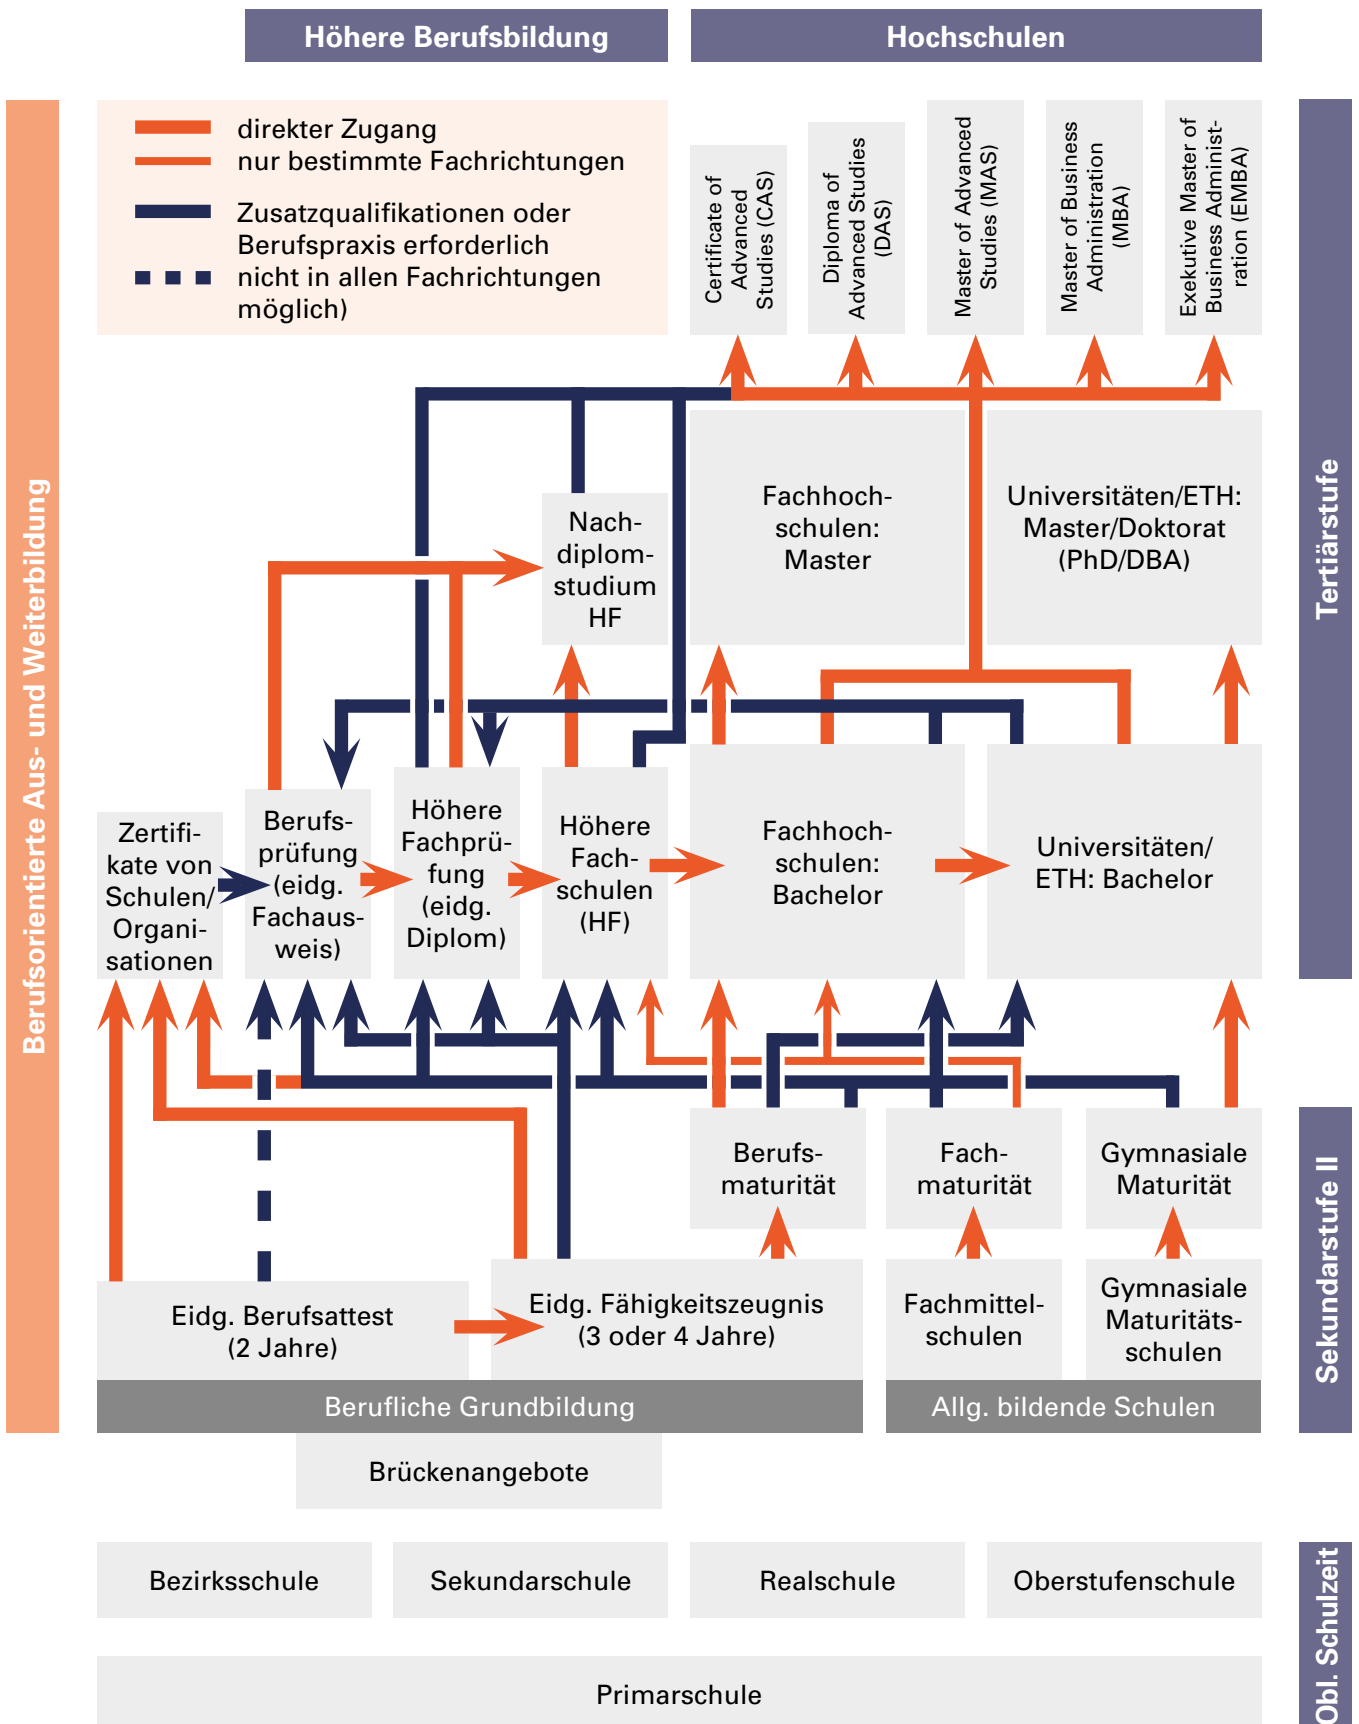 Höhere Berufsbildung
Hochschulen
direkter Zugang
nur bestimmte Fachrichtungen
Zusatzqualifikationen oder
Berufspraxis erforderlich
nicht in allen Fachrichtungen
möglich)
Certificate of
Advanced
Studies (CAS)
Diploma of
Advanced Studies
(DAS)
Master of Advanced
Studies (MAS)
Master of Business
Administration
(MBA)
Exekutive Master of
Business Administ-
ration (EMBA)
Berufsorientierte Aus- und Weiterbildung
Tertiärstufe
Nach-
diplom-
studium
HF
Fachhoch-
schulen:
Master
Universitäten/ETH:
Master/Doktorat
(PhD/DBA)
Zertifi-
kate von
Schulen/
Organi-
sationen
Berufs-
prüfung
(eidg.
Fachaus-
weis)
Höhere
Fachprü-
fung
(eidg.
Diplom)
Höhere
Fach-
schulen
(HF)
Fachhoch-
schulen:
Bachelor
Universitäten/
ETH: Bachelor
Sekundarstufe II
Berufs-
maturität
Fach-
maturität
Gymnasiale
Maturität
Eidg. Berufsattest
(2 Jahre)
Eidg. Fähigkeitszeugnis
(3 oder 4 Jahre)
Fachmittel-
schulen
Gymnasiale
Maturitäts-
schulen
Berufliche Grundbildung
Allg. bildende Schulen
Brückenangebote
Bezirksschule
Sekundarschule
Realschule
Oberstufenschule
Obl. Schulzeit
Primarschule